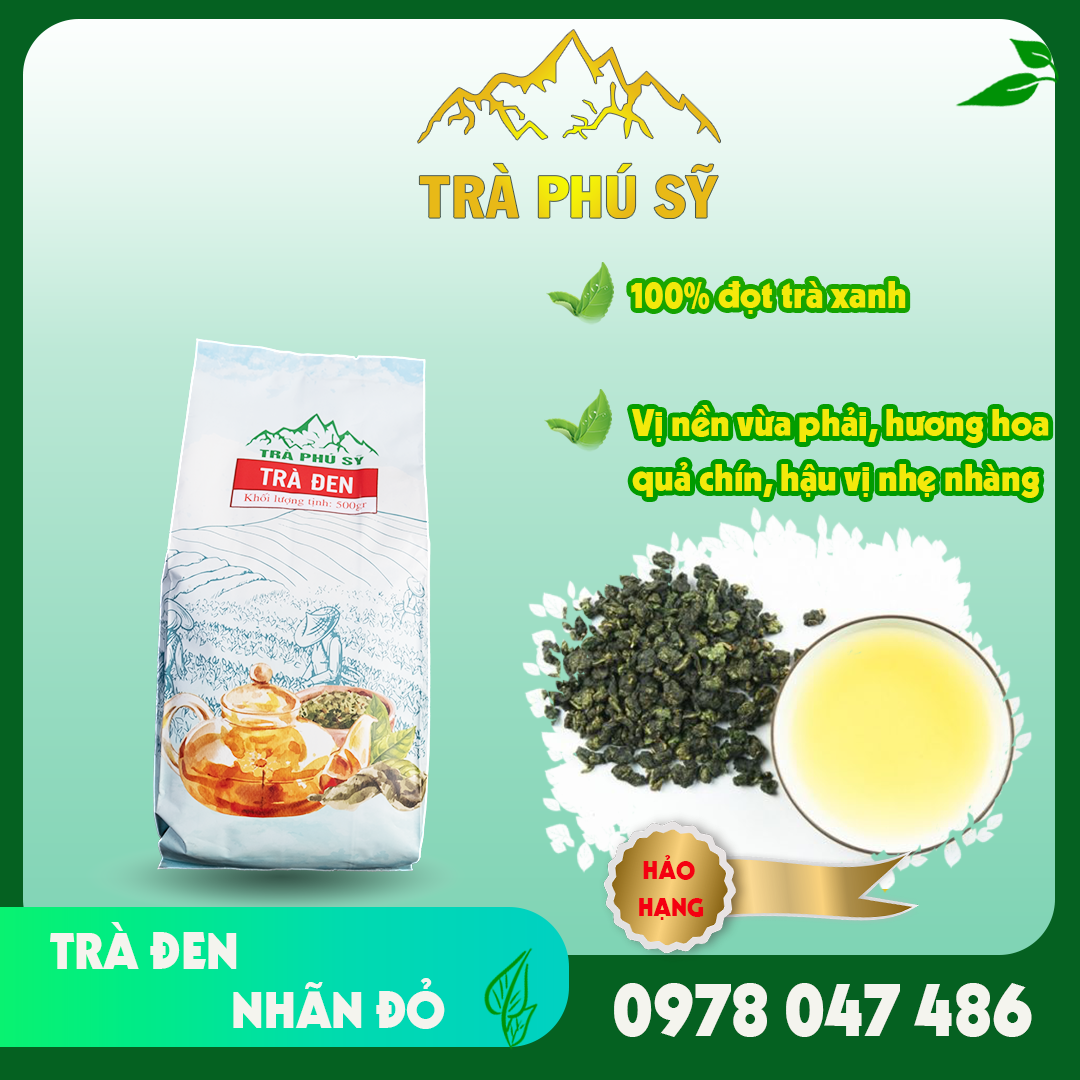 TRÀ PHÚ SỸ
100% đọt trà xanh
Vị nền vừa phải, hương hoa
quả chín, hậu vị nhẹ nhàng
TRÀ PHÚ SỸ
TRÀ ĐEN
Khối lượng tịnh: 500gr
HẢO
HẠNG
TRÀ ĐEN
NHÃN ĐỎ
0978 047 486